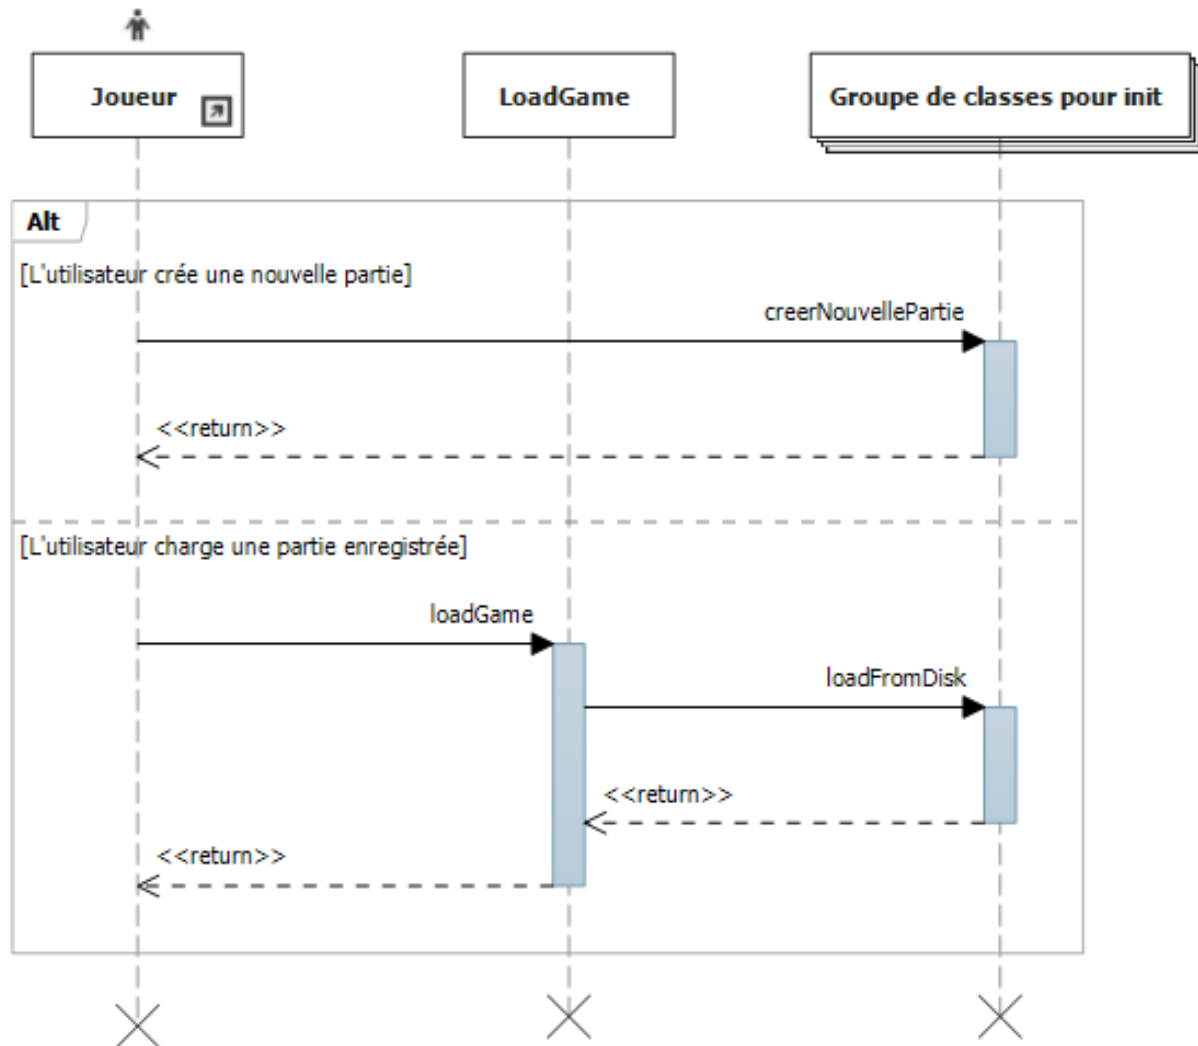 Joueur
LoadGame
Groupe de classes pour init
Alt
[L'utilisateur crée une nouvelle partie]
creerNouvellePartie
<<return>>
[L'utilisateur charge une partie enregistrée]
loadGame
loadFromDisk
<<return>>
<<return>>